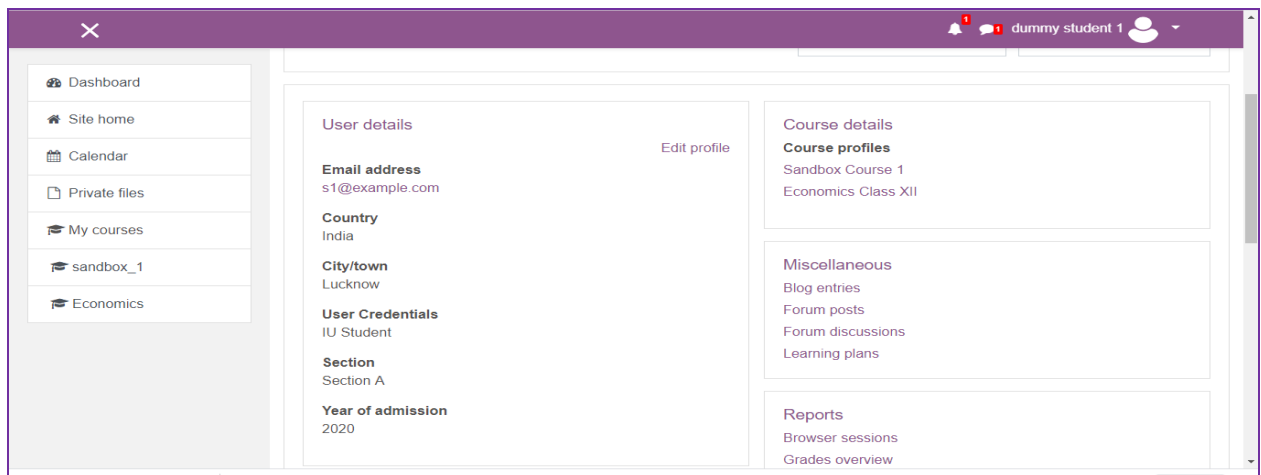 1
1
dummy student 1
Dashboard
Site home
Calendar
Private files
My courses
sandbox_1
Economics
User details
Edit profile
Email address
s1@example.com
Country
India
City/town
Lucknow
User Credentials
IU Student
Section
Section A
Year of admission
2020
Course details
Course profiles
Sandbox Course 1
Economics Class XII
Miscellaneous
Blog entries
Forum posts
Forum discussions
Learning plans
Reports
Browser sessions
Grades overview